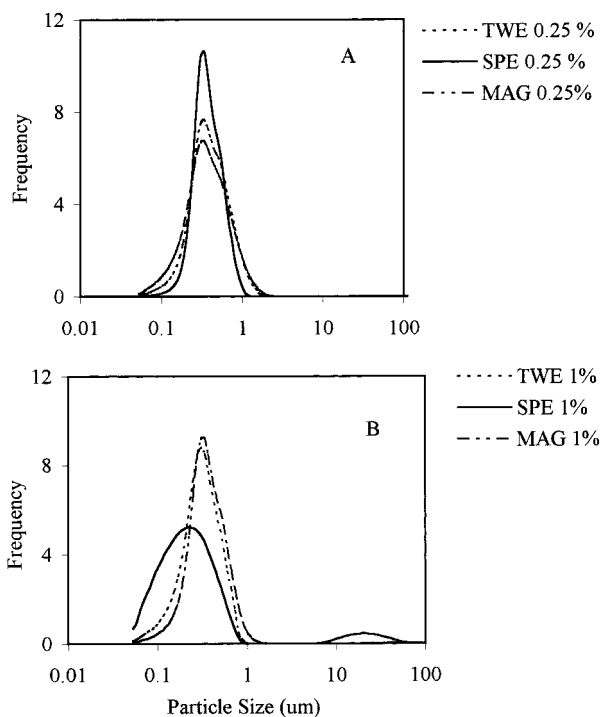 12
8
4
0
Frequency
A
TWE 0.25 %
SPE 0.25 %
MAG 0.25%
0.01 0.1 1 10 100
12
8
4
0
Frequency
B
TWE 1%
SPE 1%
MAG 1%
0.01 0.1 1 10 100
Particle Size (um)